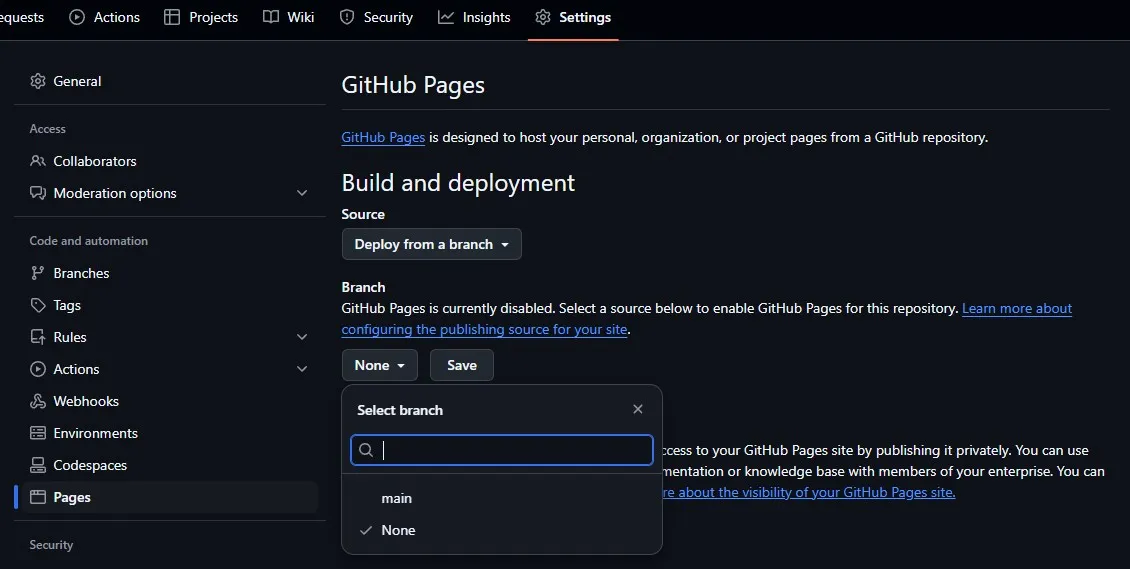 Actions Projects Wiki Security Insights Settings
General
Access
Collaborators
Moderation options
Code and automation
Branches
Tags
Rules
Actions
Webhooks
Environments
Codespaces
Pages
Security
GitHub Pages
GitHub Pages is designed to host your personal, organization, or project pages from a GitHub repository.
Build and deployment
Source
Deploy from a branch
Branch
GitHub Pages is currently disabled. Select a source below to enable GitHub Pages for this repository. Learn more about
configuring the publishing source for your site.
None Save
Select branch
main
None
to your GitHub Pages site by publishing it privately. You can use
or knowledge base with members of your enterprise. You can
about the visibility of your GitHub Pages site.